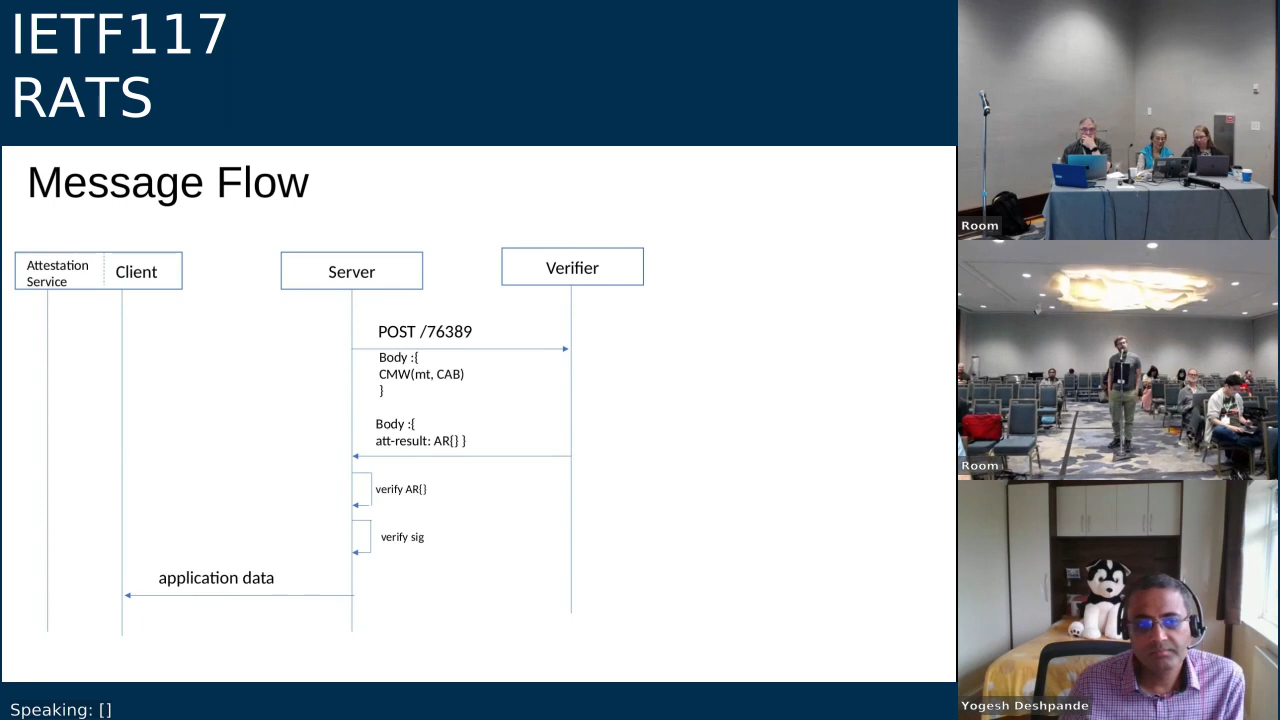 IETF117
RATS
Message Flow
Attestation
Service
Client
Server
Verifier
POST /76389
Body :{
CMW(mt, CAB)
}
Body :{
att-result: AR{} }
verify AR{}
verify sig
application data
Speaking: []
Room
Room
Yogesh Deshpande